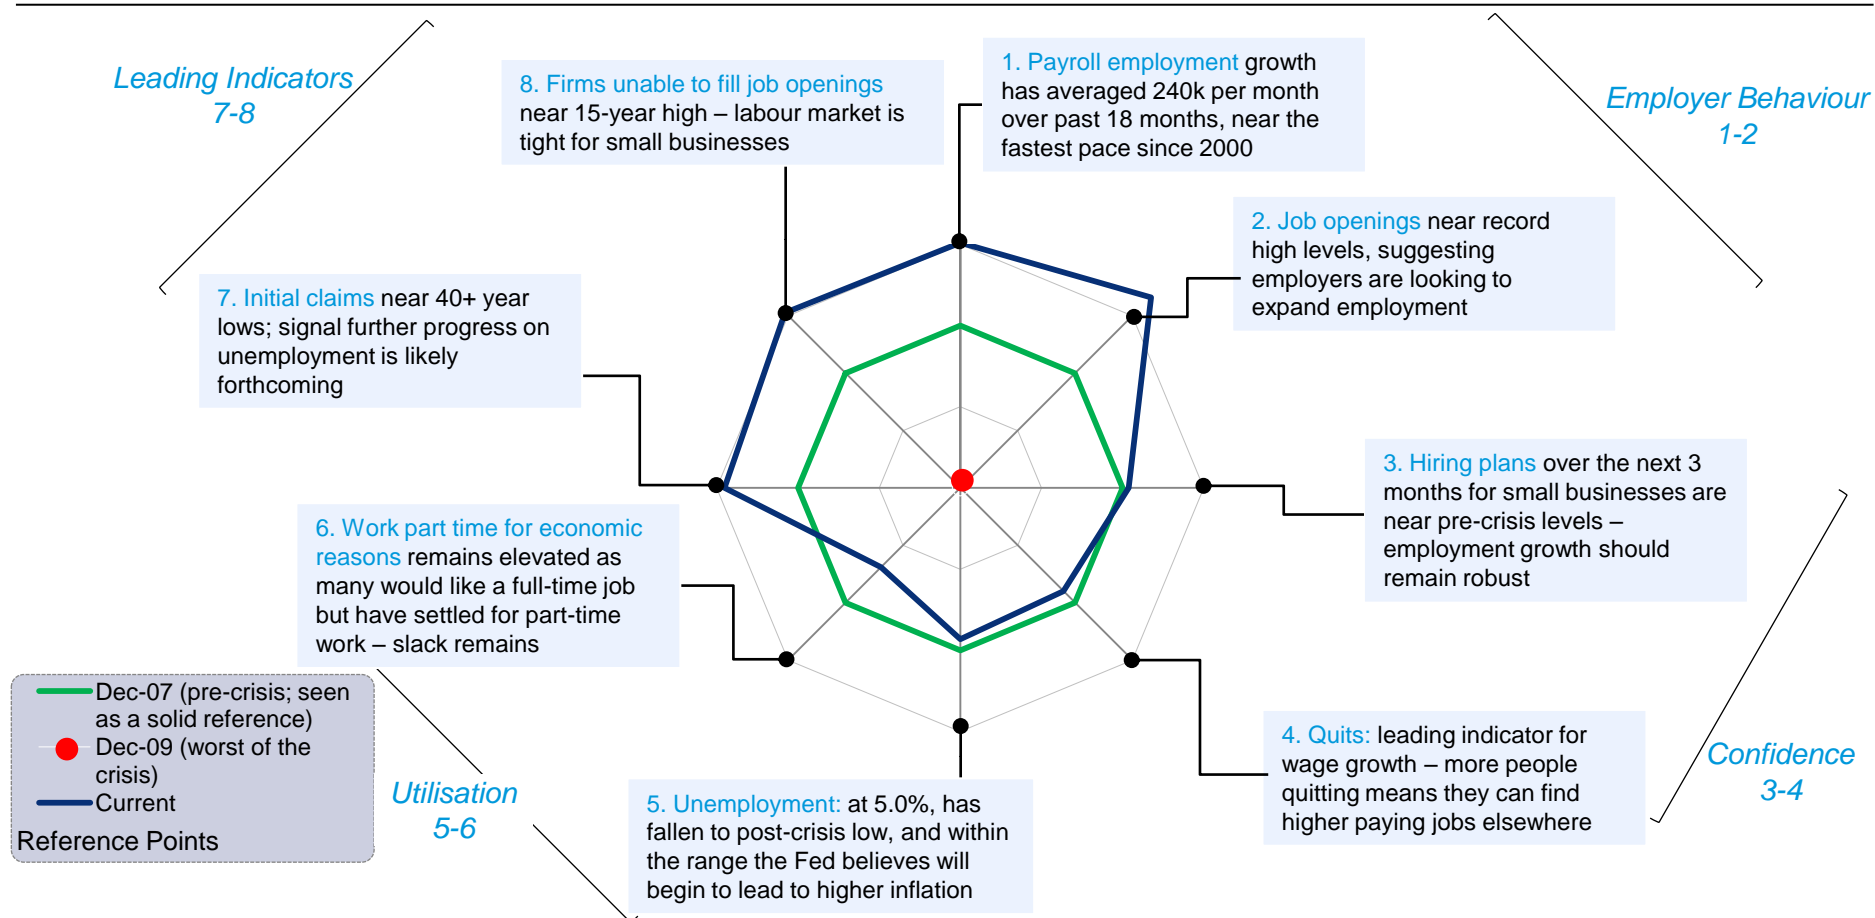 Leading Indicators
7-8
8. Firms unable to fill job openings
near 15-year high – labour market is
tight for small businesses
1. Payroll employment growth
has averaged 240k per month
over past 18 months, near the
fastest pace since 2000
Employer Behaviour
1-2
2. Job openings near record
high levels, suggesting
employers are looking to
expand employment
7. Initial claims near 40+ year
lows; signal further progress on
unemployment is likely
forthcoming
3. Hiring plans over the next 3
months for small businesses are
near pre-crisis levels –
employment growth should
remain robust
6. Work part time for economic
reasons remains elevated as
many would like a full-time job
but have settled for part-time
work – slack remains
Dec-07 (pre-crisis; seen
as a solid reference)
Dec-09 (worst of the
crisis)
Current
Reference Points
Utilisation
5-6
5. Unemployment: at 5.0%, has
fallen to post-crisis low, and within
the range the Fed believes will
begin to lead to higher inflation
4. Quits: leading indicator for
wage growth – more people
quitting means they can find
higher paying jobs elsewhere
Confidence
3-4